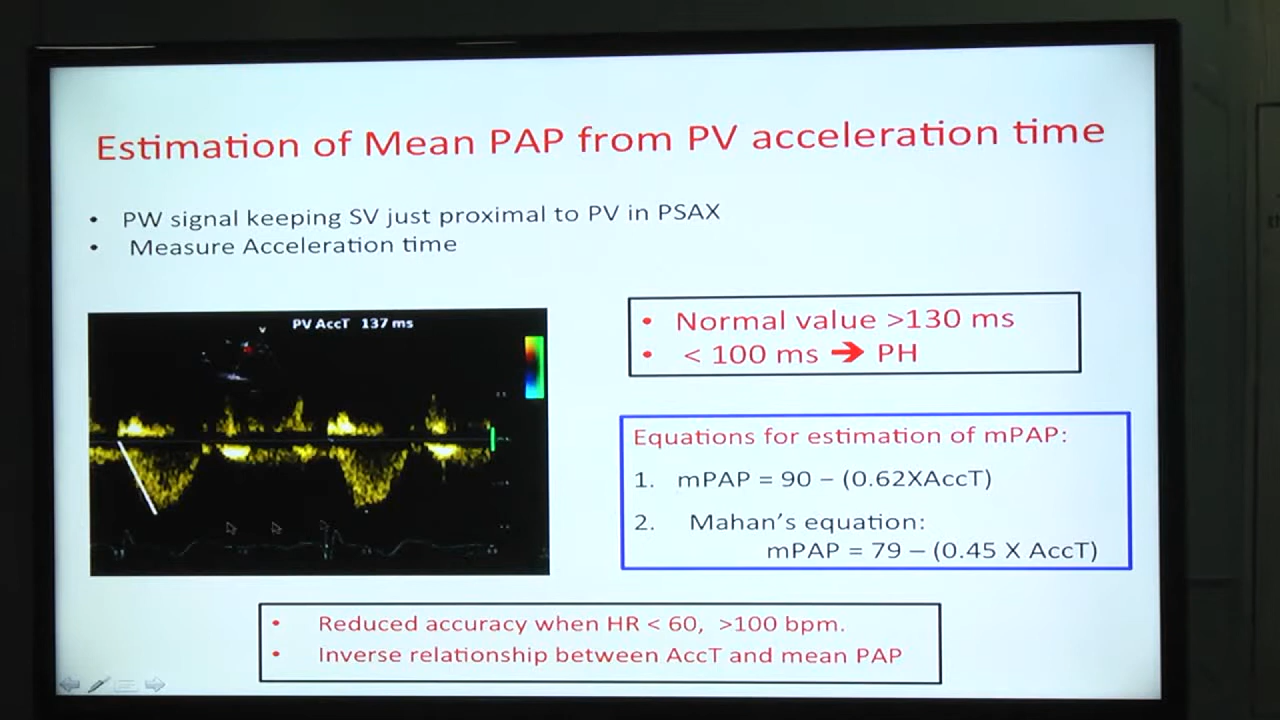 Estimation of Mean PAP from PV acceleration time
• PW signal keeping SV just proximal to PV in PSAX
• Measure Acceleration time
PV AccT 137 ms
V
• Normal value >130 ms
• < 100 ms ➔ PH
Equations for estimation of mPAP:
1. mPAP = 90 – (0.62XAccT)
2. Mahan's equation:
mPAP = 79 – (0.45 X AccT)
• Reduced accuracy when HR < 60, >100 bpm.
• Inverse relationship between AccT and mean PAP